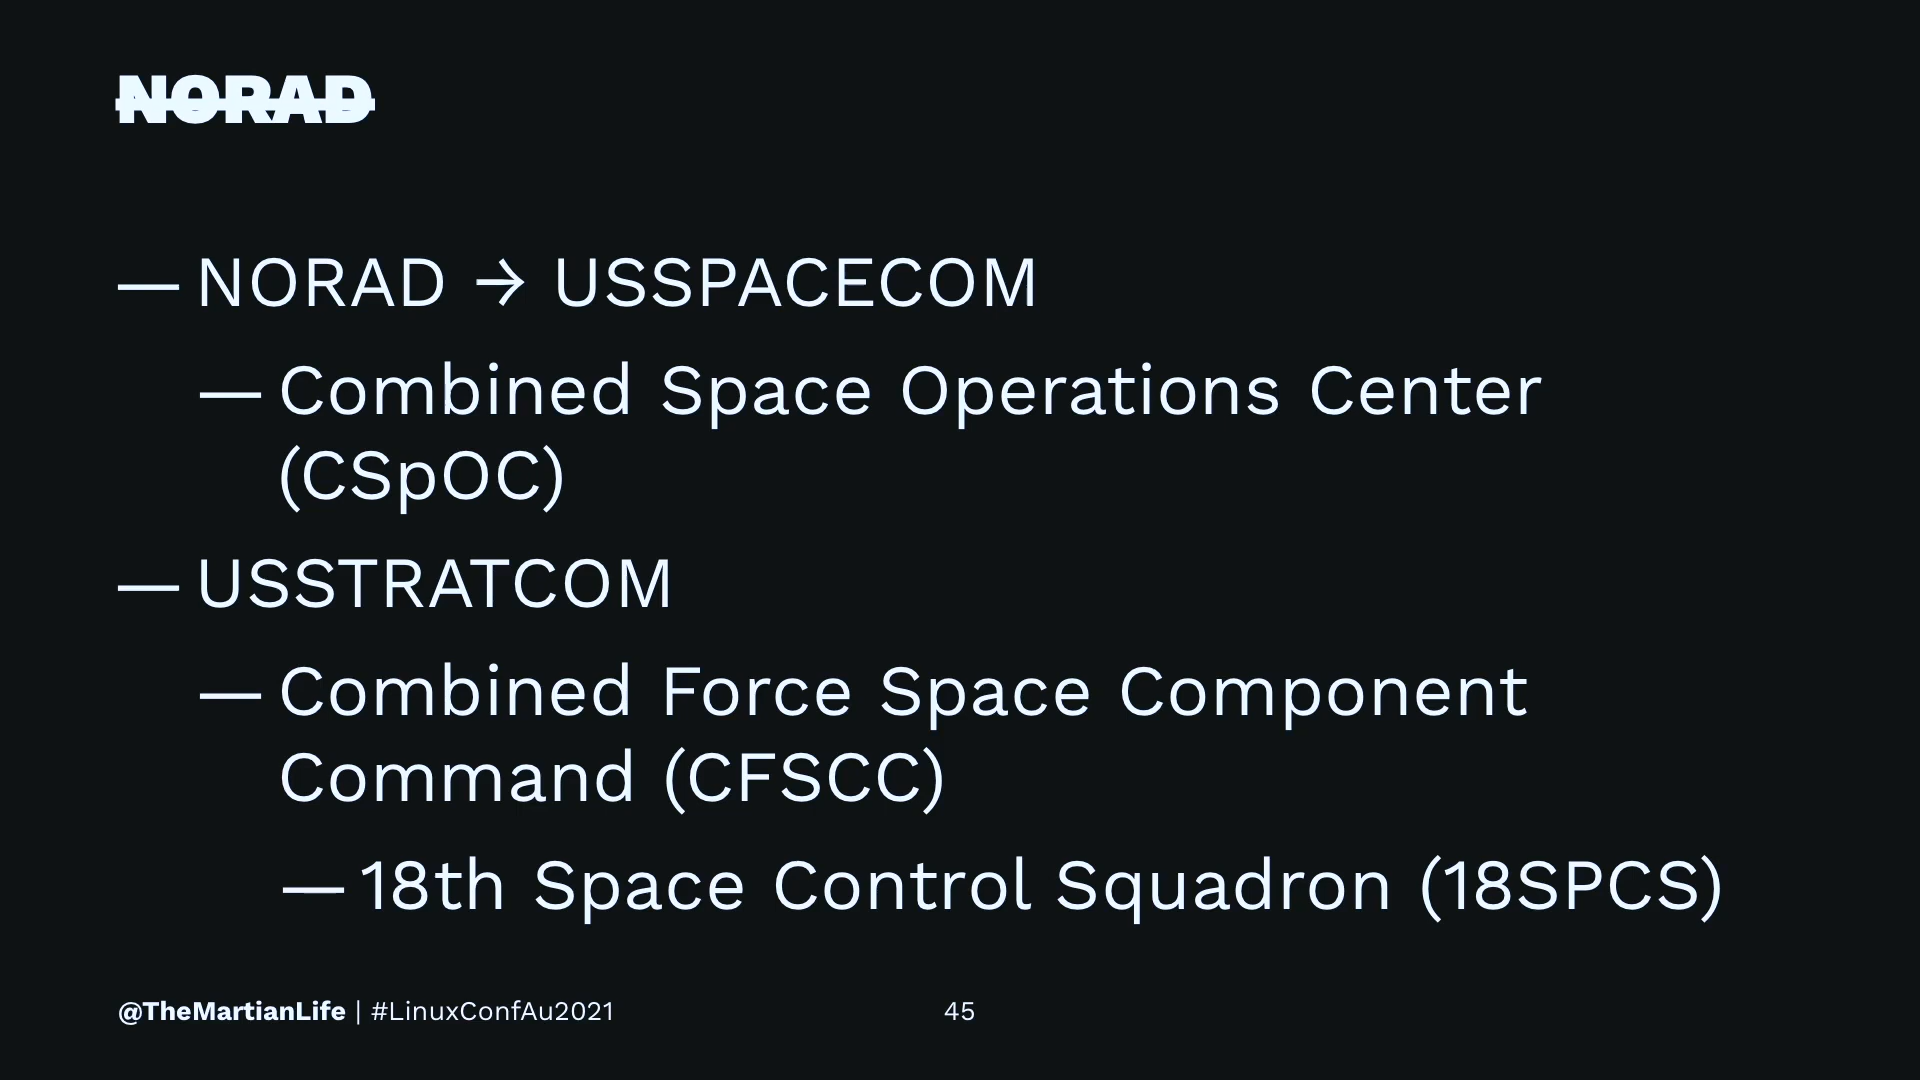 NORAD
— NORAD → USSPACECOM
— Combined Space Operations Center
(CSpOC)
— USSTRATCOM
— Combined Force Space Component
Command (CFSCC)
— 18th Space Control Squadron (18SPCS)
@TheMartianLife | #LinuxConfAu2021
45